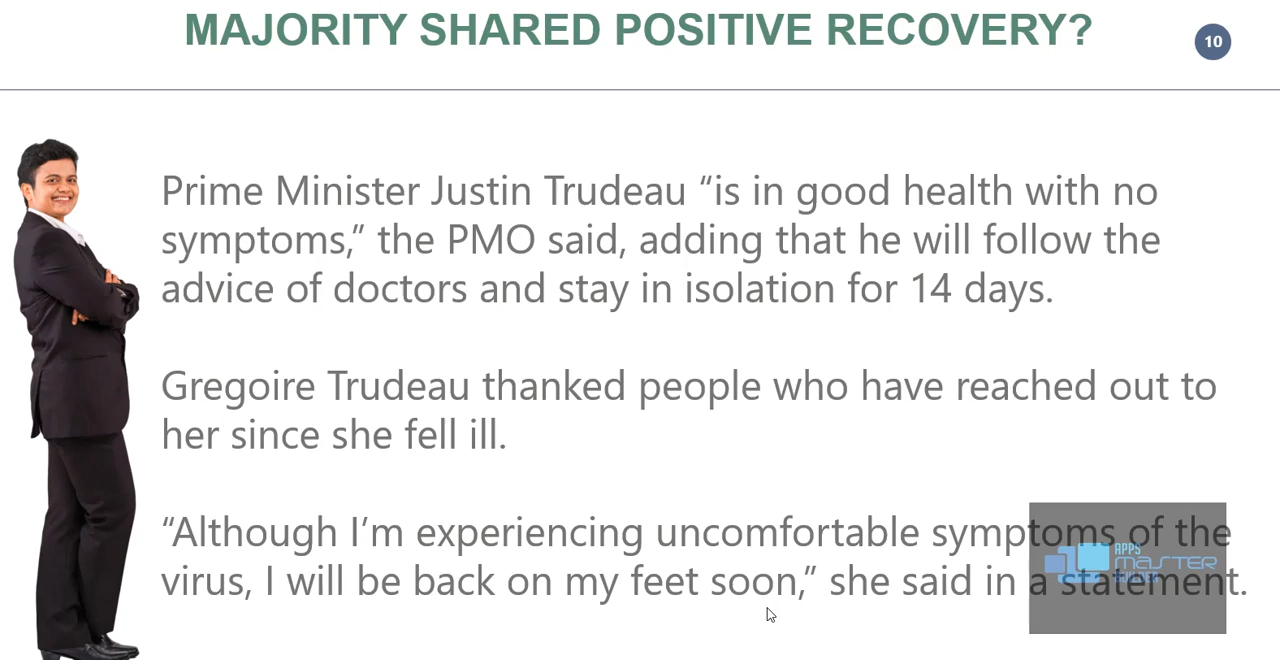 MAJORITY SHARED POSITIVE RECOVERY?
10
Prime Minister Justin Trudeau “is in good health with no
symptoms,” the PMO said, adding that he will follow the
advice of doctors and stay in isolation for 14 days.
Gregoire Trudeau thanked people who have reached out to
her since she fell ill.
“Although I’m experiencing uncomfortable symptoms of the
virus, I will be back on my feet soon,” she said in a statement.
APPS
MASTER
BUILDER